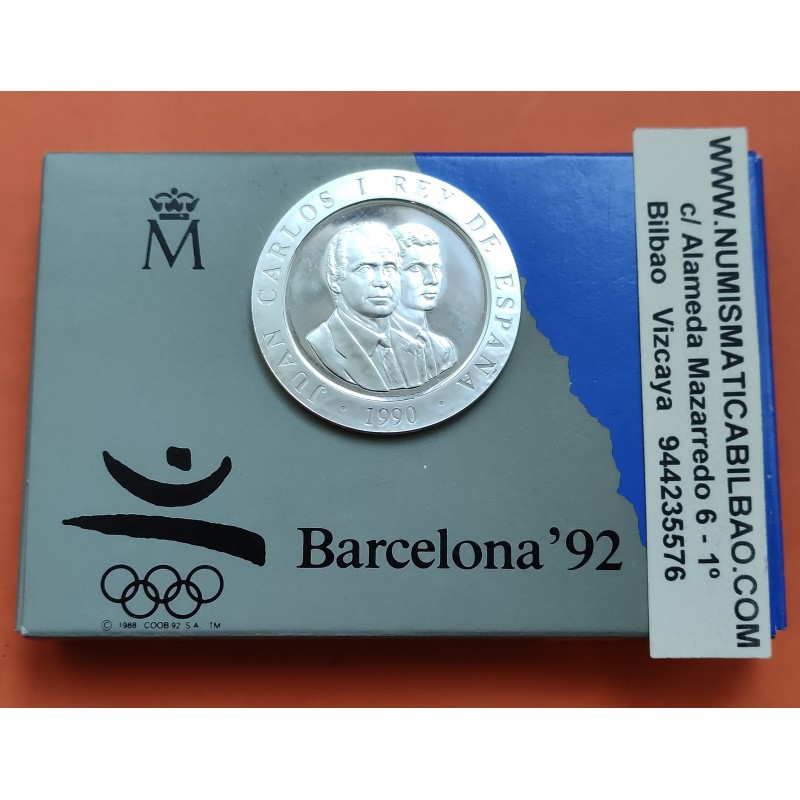 M
JUAN CARLOS I REY DE ESPAÑA
· 1990 ·
Barcelona '92
© 1988 COOB'92 S.A. TM
WWW.NUMISMATICABILBAO.COM
c/ Alameda Mazarredo 6 - 1º
Bilbao Vizcaya 944235576